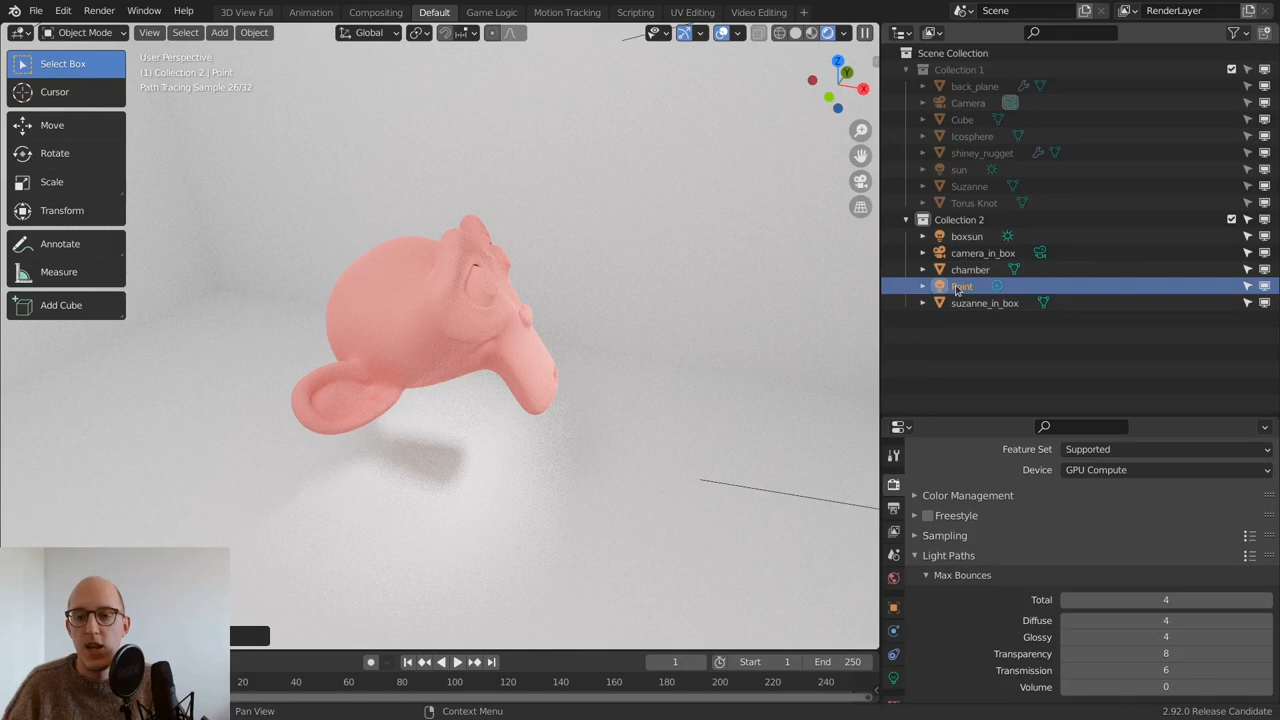 File Edit Render Window Help 3D View Full Animation Compositing Default Game Logic Motion Tracking Scripting UV Editing Video Editing + Scene RenderLayer
Object Mode View Select Add Object Global
User Perspective
(1) Collection 2 | Point
Path Tracing Sample 26/32
Select Box
Cursor
Move
Rotate
Scale
Transform
Annotate
Measure
Add Cube
Z
Y
X
Scene Collection
Collection 1
back_plane
Camera
Cube
Icosphere
shiney_nugget
sun
Suzanne
Torus Knot
Collection 2
boxsun
camera_in_box
chamber
Point
suzanne_in_box
Feature Set Supported
Device GPU Compute
Color Management
Freestyle
Sampling
Light Paths
Max Bounces
Total 4
Diffuse 4
Glossy 4
Transparency 8
Transmission 6
Volume 0
1 Start 1 End 250
20 40 60 80 100 120 140 160 180 200 220 240
Pan View Context Menu 2.92.0 Release Candidate